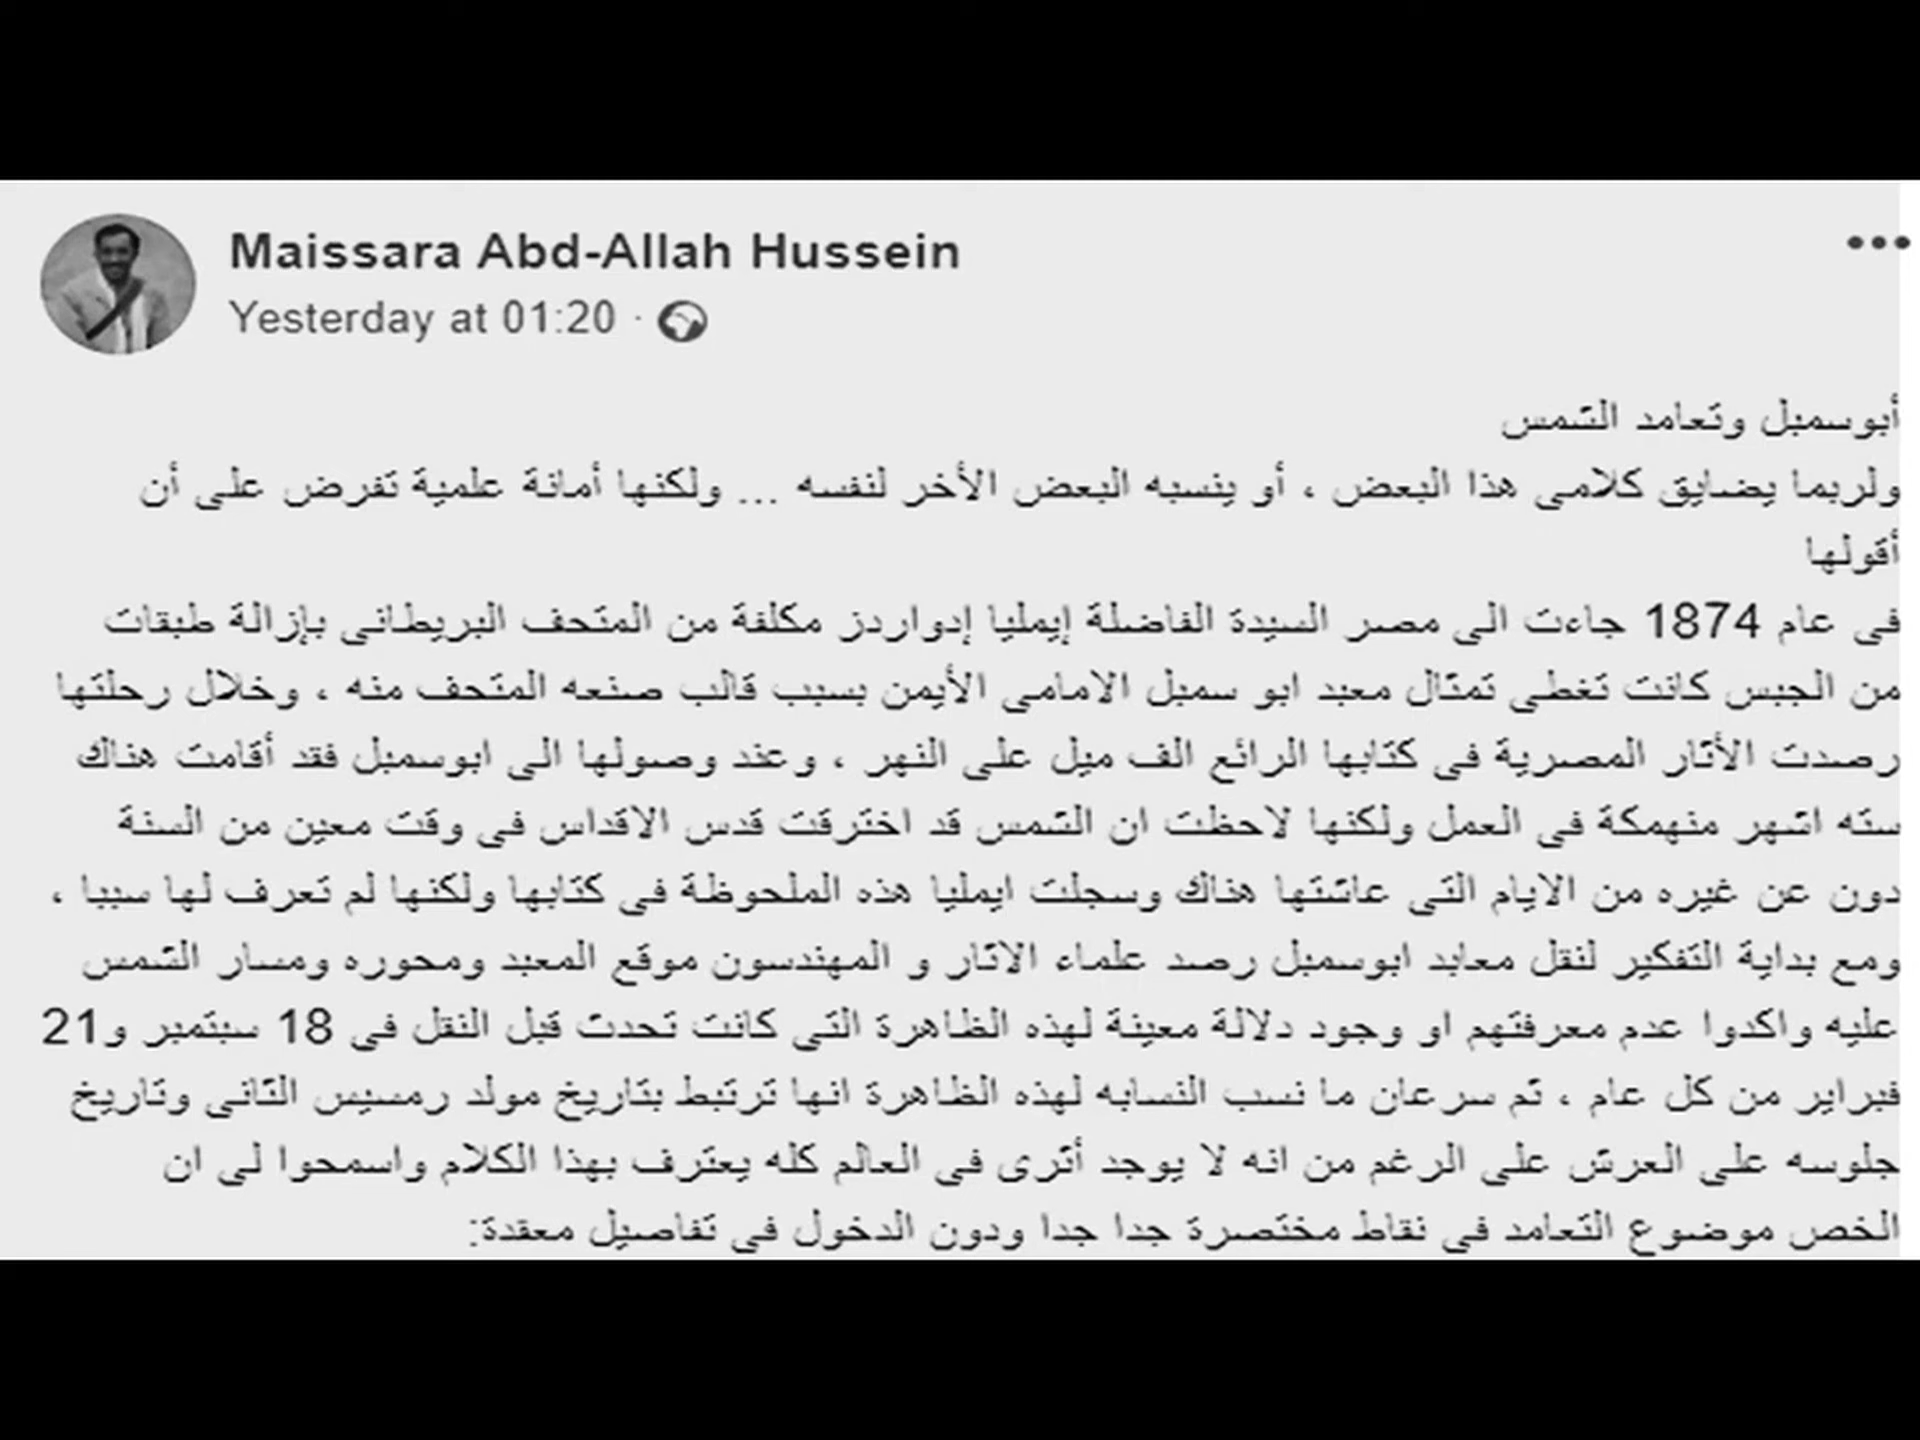 Maissara Abd-Allah Hussein
Yesterday at 01:20 ·
أبوسمبل وتعامد الشمس
ولربما يضايق كلامى هذا البعض ، أو ينسبه البعض الأخر لنفسه ... ولكنها أمانة علمية تفرض على أن
أقولها
فى عام 1874 جاءت الى مصر السيدة الفاضلة إيمليا إدواردز مكلفة من المتحف البريطانى بإزالة طبقات
من الجبس كانت تغطى تمثال معبد ابو سمبل الامامى الأيمن بسبب قالب صنعه المتحف منه ، وخلال رحلتها
رصدت الأثار المصرية فى كتابها الرائع الف ميل على النهر ، وعند وصولها الى ابوسمبل فقد أقامت هناك
سته اشهر منهمكة فى العمل ولكنها لاحظت ان الشمس قد اخترقت قدس الاقداس فى وقت معين من السنة
دون عن غيره من الايام التى عاشتها هناك وسجلت ايمليا هذه الملحوظة فى كتابها ولكنها لم تعرف لها سببا ،
ومع بداية التفكير لنقل معابد ابوسمبل رصد علماء الاثار و المهندسون موقع المعبد ومحوره ومسار الشمس
عليه واكدوا عدم معرفتهم او وجود دلالة معينة لهذه الظاهرة التى كانت تحدث قبل النقل فى 18 سبتمبر و21
فبراير من كل عام ، ثم سرعان ما نسب النسابه لهذه الظاهرة انها ترتبط بتاريخ مولد رمسيس الثانى وتاريخ
جلوسه على العرش على الرغم من انه لا يوجد أثرى فى العالم كله يعترف بهذا الكلام واسمحوا لى ان
الخص موضوع التعامد فى نقاط مختصرة جدا جدا ودون الدخول فى تفاصيل معقدة: